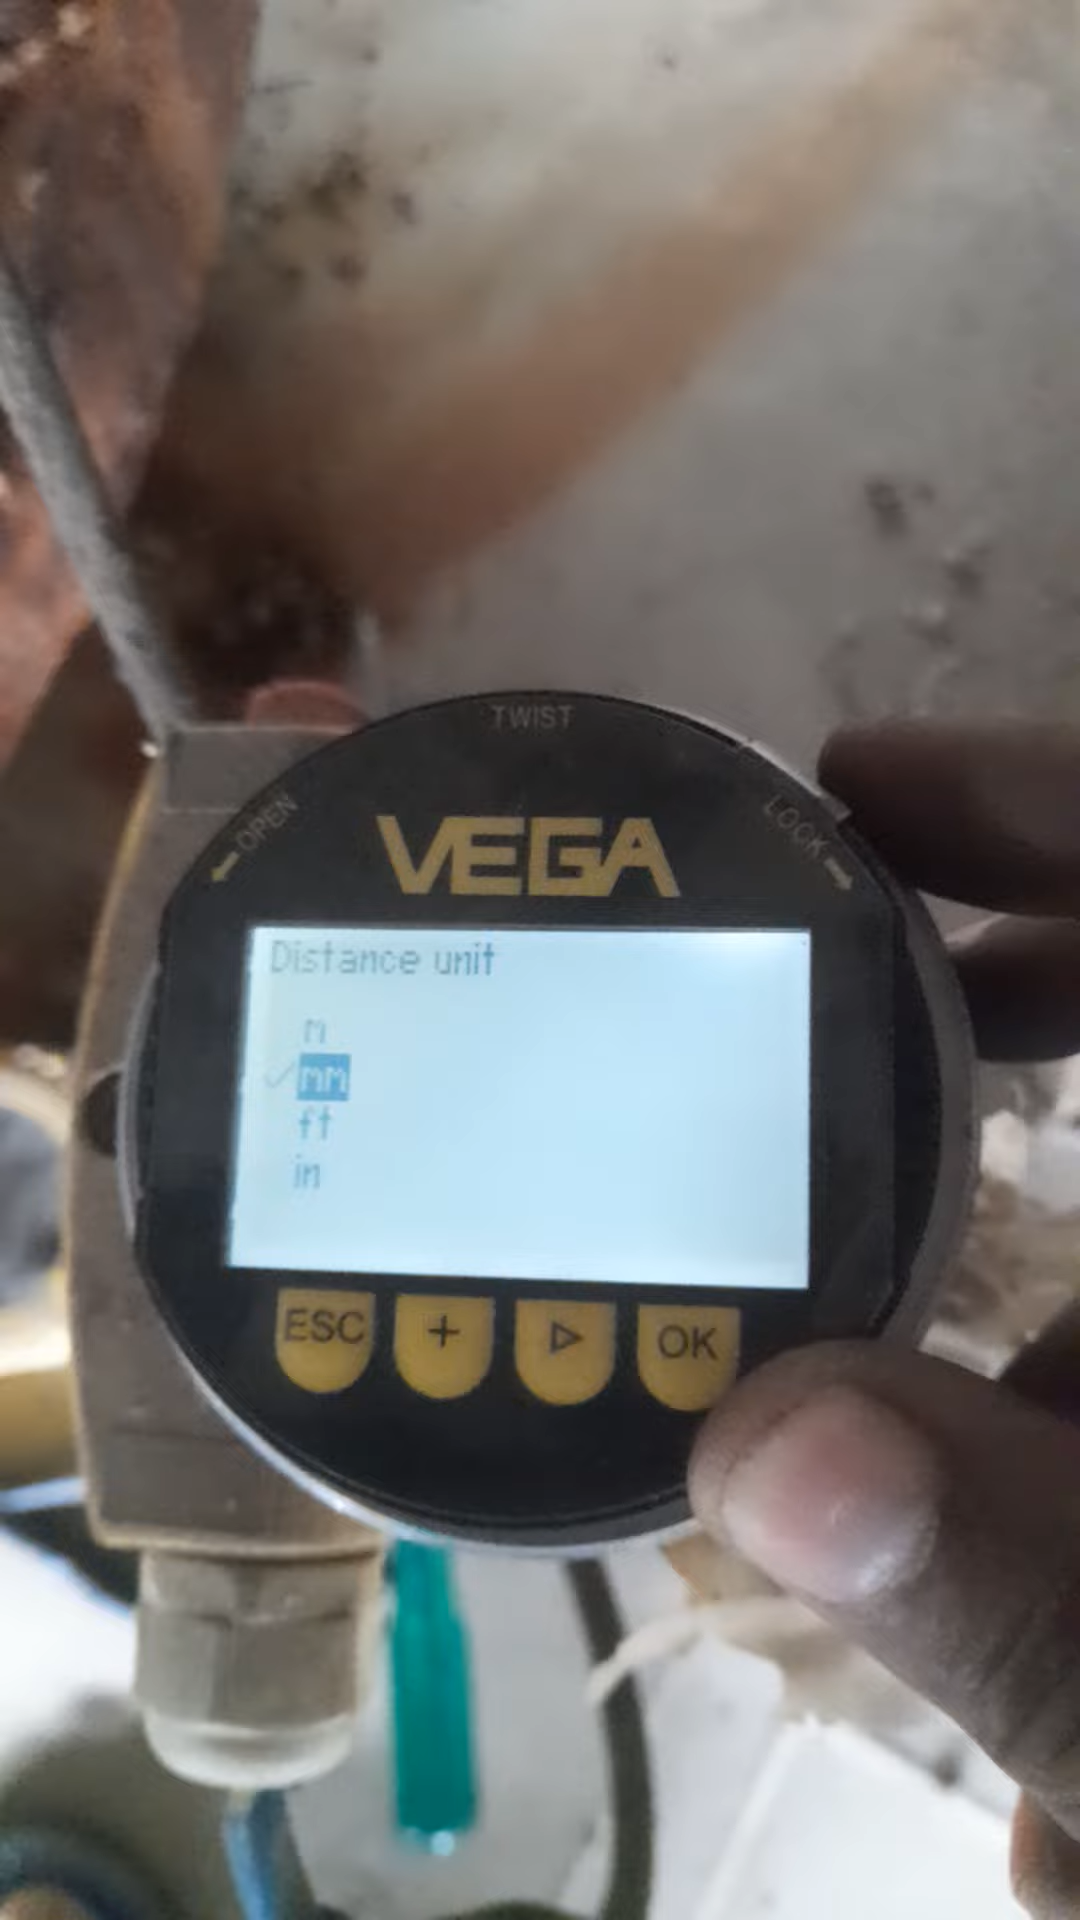 TWIST
← OPEN
LOCK →
VEGA
Distance unit
m
✓ mm
ft
in
ESC
+
▷
OK